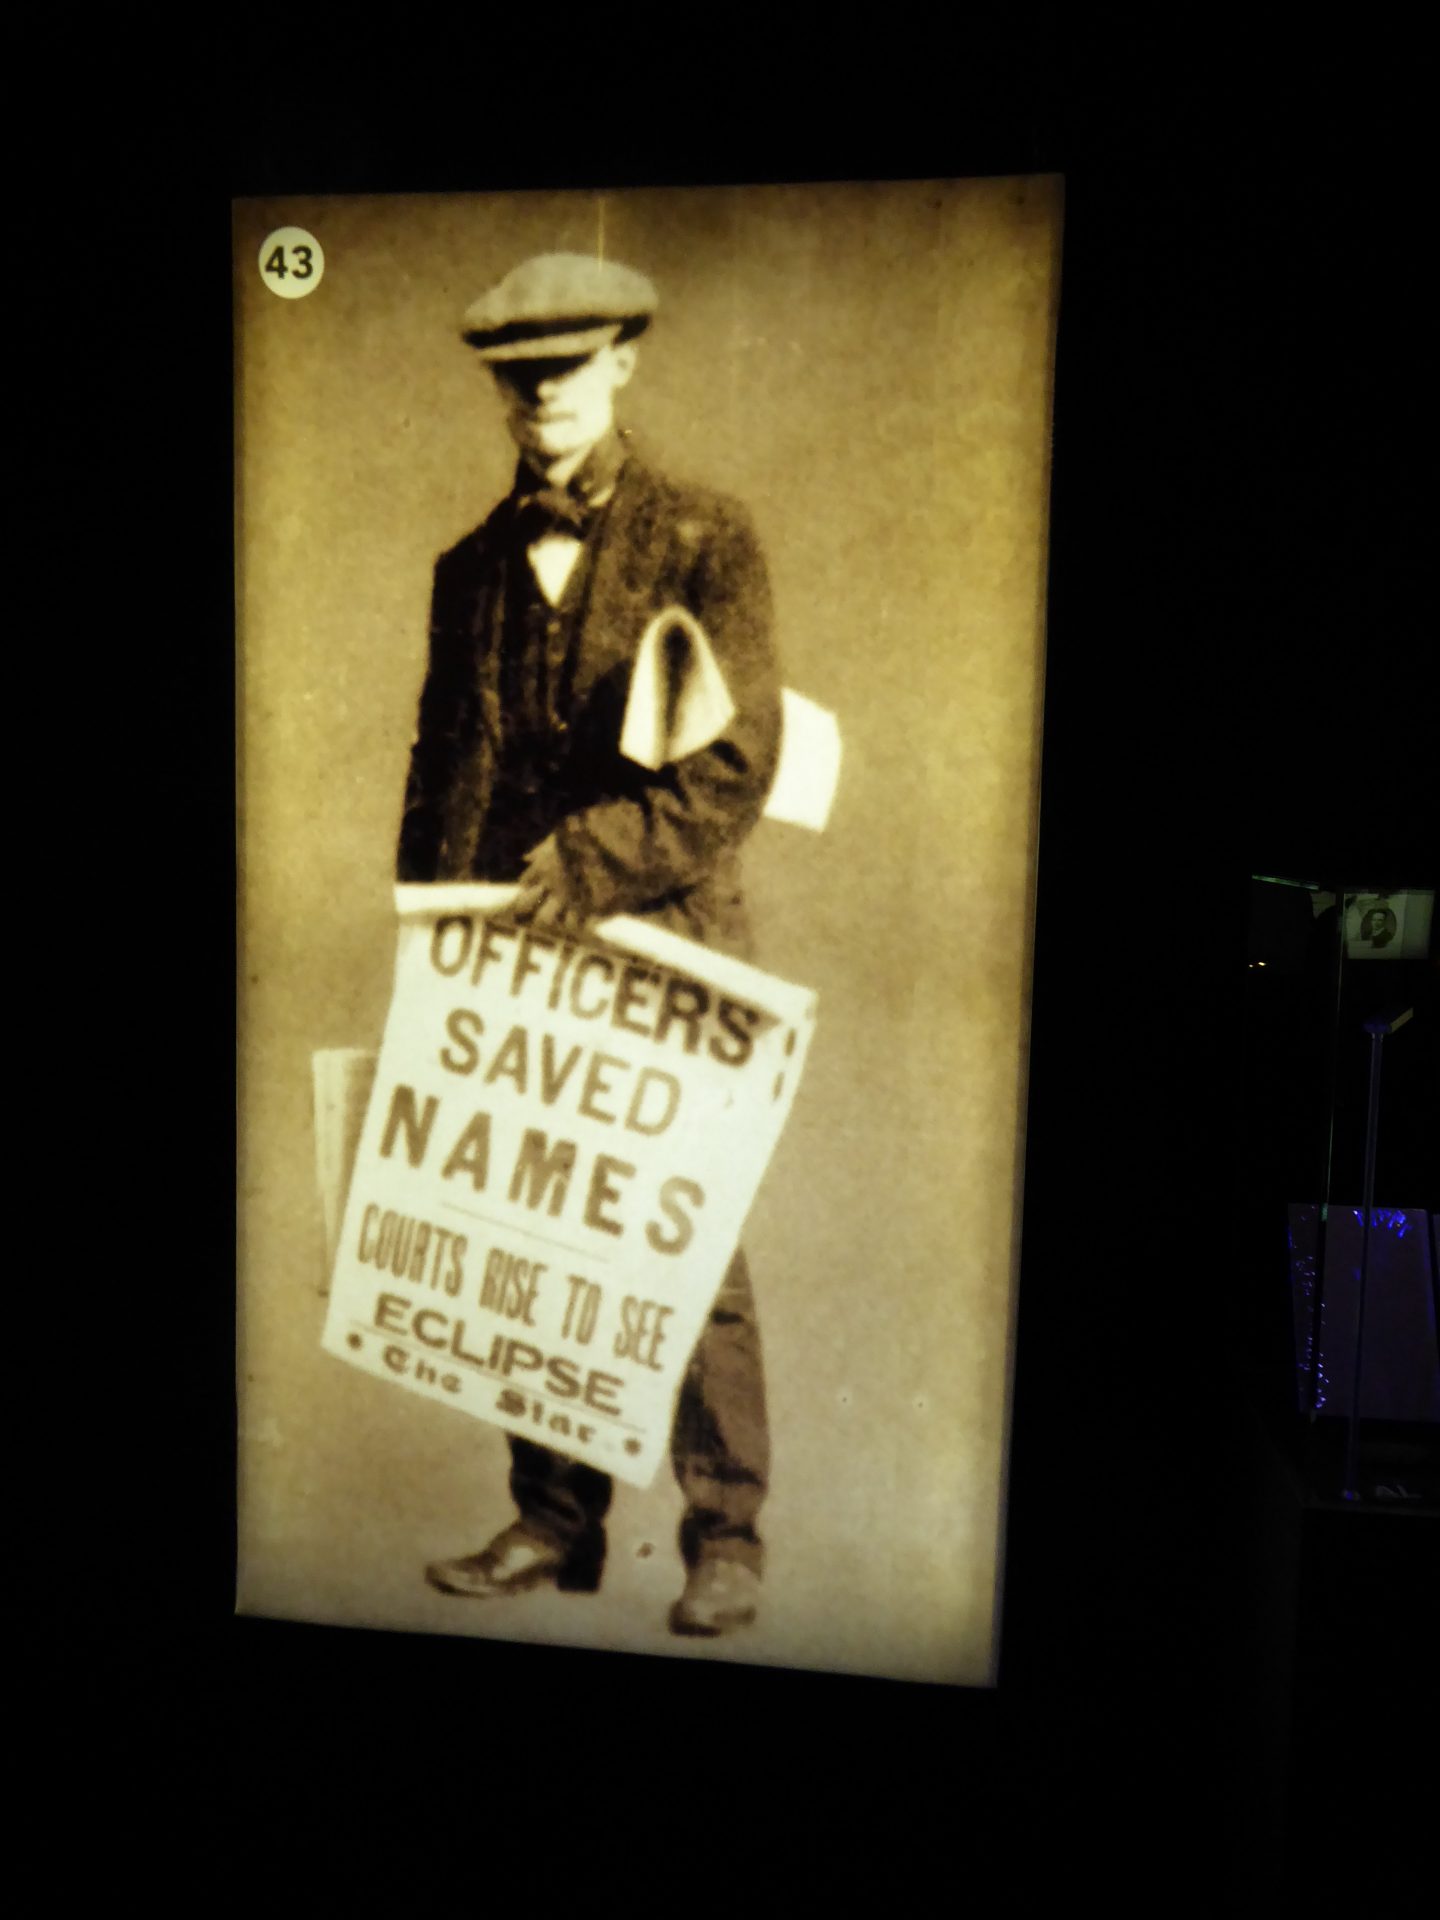 43
OFFICERS
SAVED
NAMES
COURTS RISE TO SEE
ECLIPSE
The Star